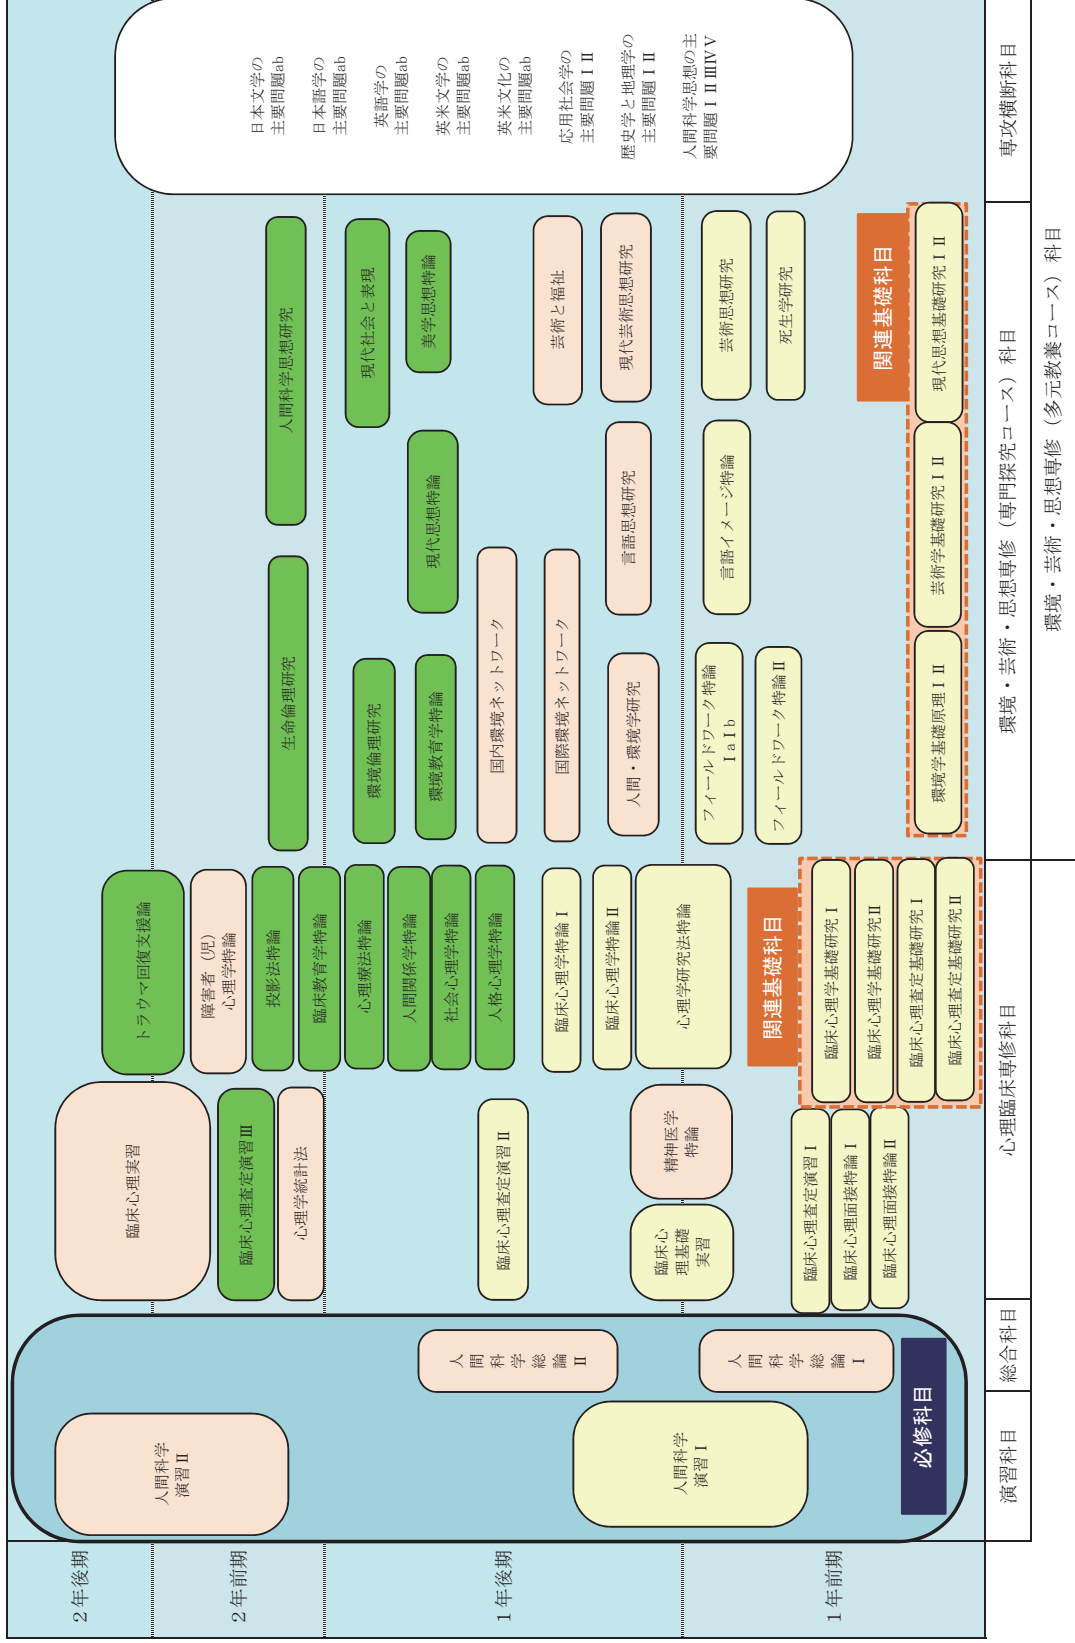 2年後期
2年前期
1年後期
1年前期
人間科学
演習Ⅱ
人間科学
演習Ⅰ
人間科学総論Ⅱ
人間科学総論Ⅰ
必修科目
臨床心理実習
臨床心理査定演習Ⅲ
心理学統計法
臨床心理査定演習Ⅱ
臨床心
理基礎
実習
精神医学
特論
臨床心理査定演習Ⅰ
臨床心理面接特論Ⅰ
臨床心理面接特論Ⅱ
トラウマ回復支援論
障害者（児）
心理学特論
投影法特論
臨床教育学特論
心理療法特論
人間関係学特論
社会心理学特論
人格心理学特論
臨床心理学特論Ⅰ
臨床心理学特論Ⅱ
心理学研究法特論
関連基礎科目
臨床心理学基礎研究Ⅰ
臨床心理学基礎研究Ⅱ
臨床心理査定基礎研究Ⅰ
臨床心理査定基礎研究Ⅱ
生命倫理研究
環境倫理研究
環境教育学特論
国内環境ネットワーク
国際環境ネットワーク
人間・環境学研究
フィールドワーク特論
ⅠaⅠb
フィールドワーク特論Ⅱ
環境学基礎原理ⅠⅡ
人間科学思想研究
現代思想特論
言語思想研究
言語イメージ特論
芸術学基礎研究ⅠⅡ
現代社会と表現
美学思想特論
芸術と福祉
現代芸術思想研究
芸術思想研究
死生学研究
関連基礎科目
現代思想基礎研究ⅠⅡ
日本文学の
主要問題ab
日本語学の
主要問題ab
英語学の
主要問題ab
英米文学の
主要問題ab
英米文化の
主要問題ab
応用社会学の
主要問題ⅠⅡ
歴史学と地理学の
主要問題ⅠⅡ
人間科学思想の主
要問題ⅠⅡⅢⅣⅤ
演習科目
総合科目
心理臨床専修科目
環境・芸術・思想専修（専門探究コース）科目
専攻横断科目
環境・芸術・思想専修（多元教養コース）科目